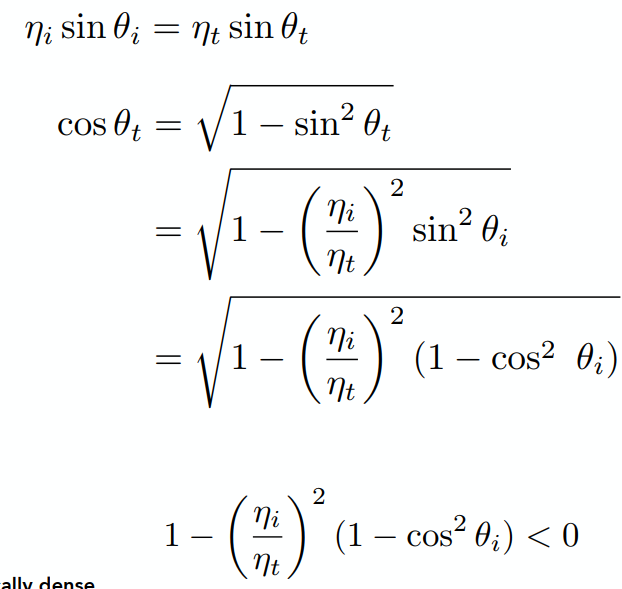 η_i sin θ_i = η_t sin θ_t
cos θ_t = √(1 − sin² θ_t)
= √(1 − (η_i/η_t)² sin² θ_i)
= √(1 − (η_i/η_t)² (1 − cos² θ_i))
1 − (η_i/η_t)² (1 − cos² θ_i) < 0
dense